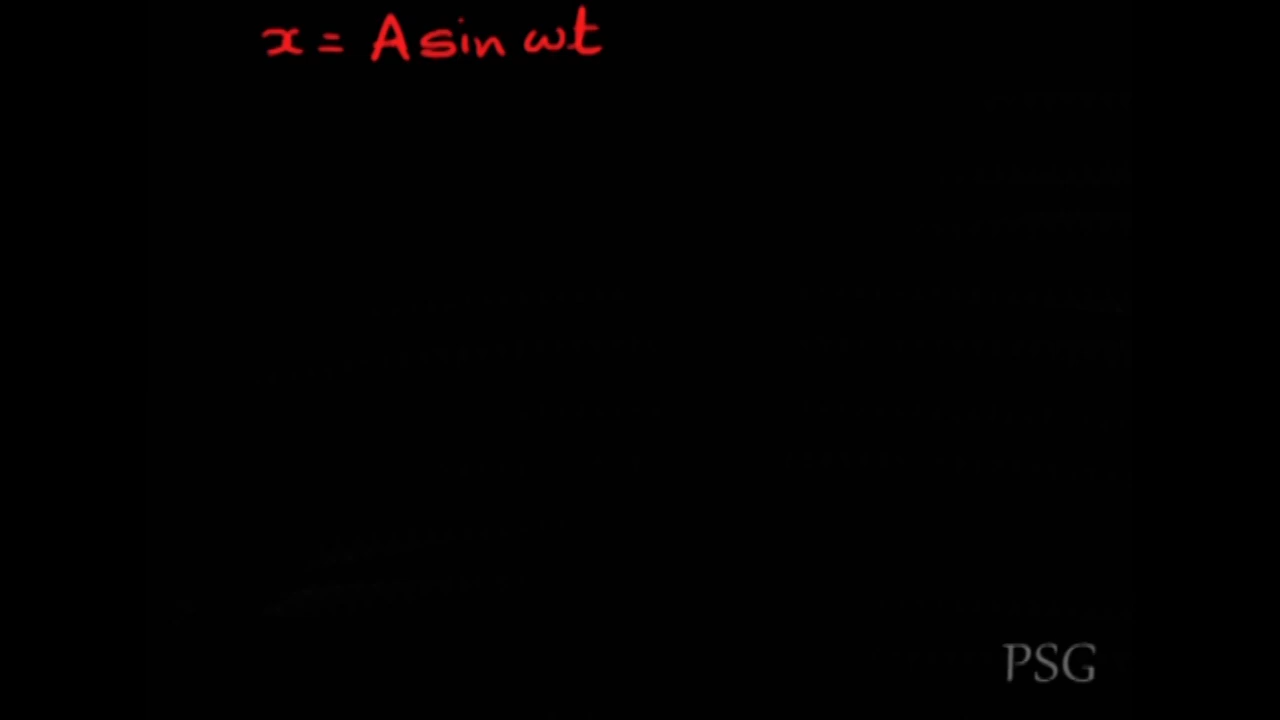 x = A sin ωt
PSG